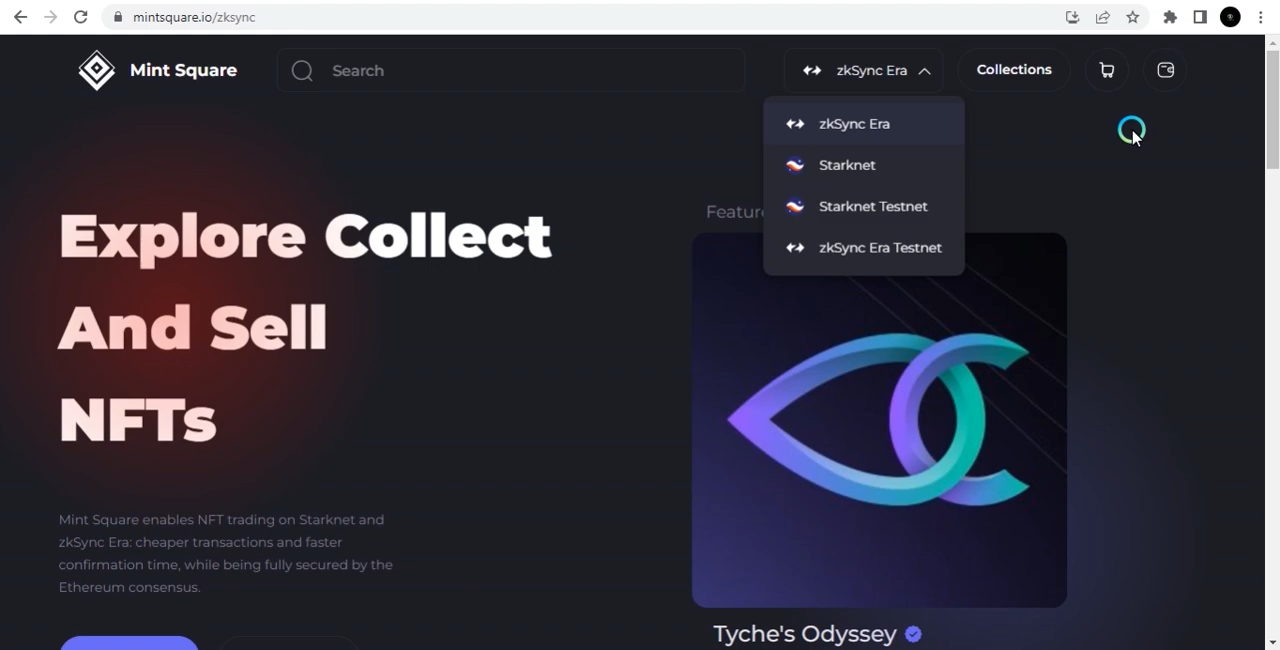 mintsquare.io/zksync
Mint Square
Search
zkSync Era
Collections
zkSync Era
Starknet
Starknet Testnet
zkSync Era Testnet
Explore Collect
And Sell
NFTs
Mint Square enables NFT trading on Starknet and
zkSync Era: cheaper transactions and faster
confirmation time, while being fully secured by the
Ethereum consensus.
Tyche's Odyssey